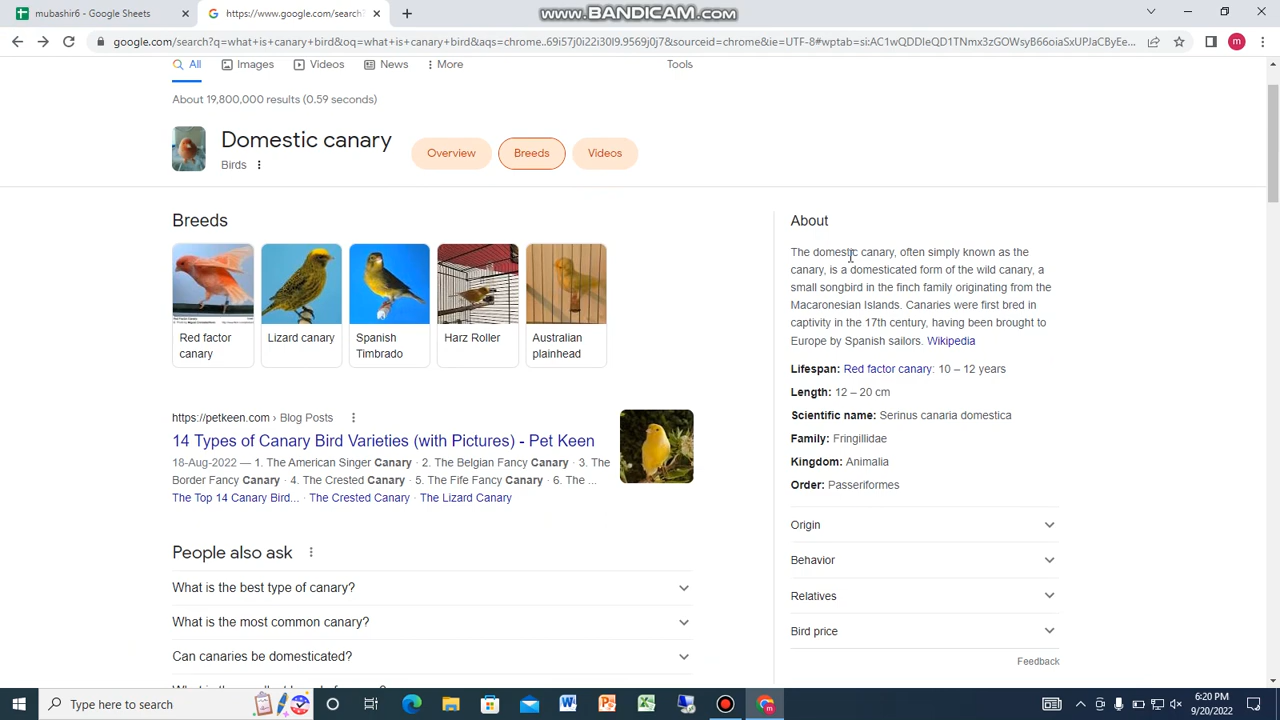 mubashir6 - Google Sheets
https://www.google.com/search?
www.BANDICAM.com
google.com/search?q=what+is+canary+bird&oq=what+is+canary+bird&aqs=chrome..69i57j0i22i30l9.9569j0j7&sourceid=chrome&ie=UTF-8#wptab=si:AC1wQDDIeQD1TNmx3zGOWsyB66oiaSxUPJaCByEe...
m
All
Images
Videos
News
More
Tools
About 19,800,000 results (0.59 seconds)
Domestic canary
Birds
Overview
Breeds
Videos
Breeds
Red factor
canary
Lizard canary
Spanish
Timbrado
Harz Roller
Australian
plainhead
https://petkeen.com › Blog Posts
14 Types of Canary Bird Varieties (with Pictures) - Pet Keen
18-Aug-2022 — 1. The American Singer Canary · 2. The Belgian Fancy Canary · 3. The
Border Fancy Canary · 4. The Crested Canary · 5. The Fife Fancy Canary · 6. The ...
The Top 14 Canary Bird... · The Crested Canary · The Lizard Canary
People also ask
What is the best type of canary?
What is the most common canary?
Can canaries be domesticated?
About
The domestic canary, often simply known as the
canary, is a domesticated form of the wild canary, a
small songbird in the finch family originating from the
Macaronesian Islands. Canaries were first bred in
captivity in the 17th century, having been brought to
Europe by Spanish sailors. Wikipedia
Lifespan: Red factor canary: 10 – 12 years
Length: 12 – 20 cm
Scientific name: Serinus canaria domestica
Family: Fringillidae
Kingdom: Animalia
Order: Passeriformes
Origin
Behavior
Relatives
Bird price
Feedback
Type here to search
6:20 PM
9/20/2022